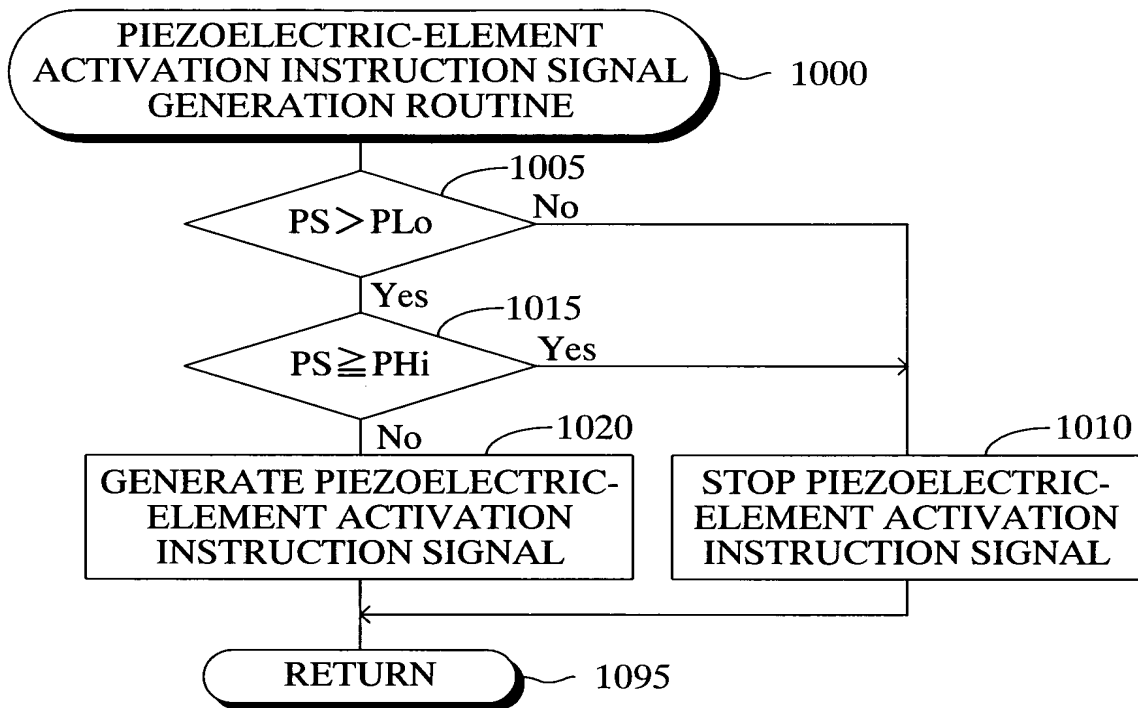 PIEZOELECTRIC-ELEMENT
ACTIVATION INSTRUCTION SIGNAL
GENERATION ROUTINE
1000
1005
PS>PLo
No
Yes
1015
PS≧PHi
Yes
No
1020
GENERATE PIEZOELECTRIC-
ELEMENT ACTIVATION
INSTRUCTION SIGNAL
1010
STOP PIEZOELECTRIC-
ELEMENT ACTIVATION
INSTRUCTION SIGNAL
RETURN
1095